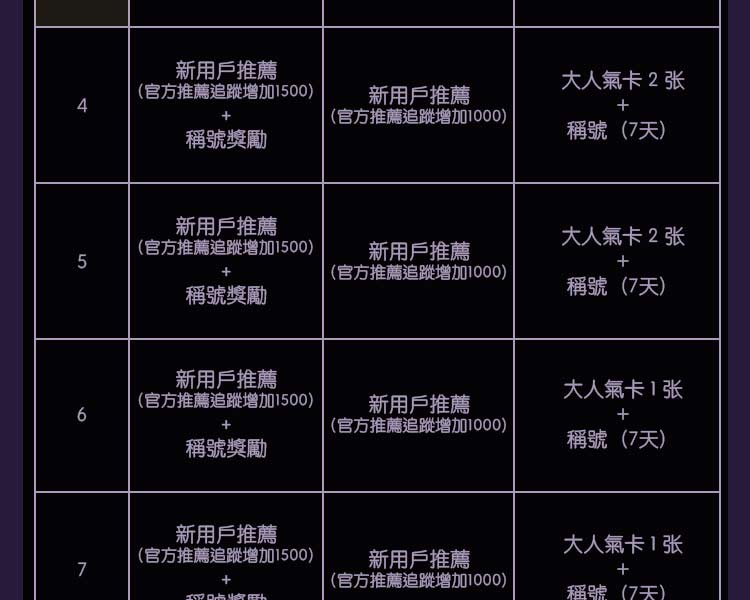 4
新用戶推薦
(官方推薦追蹤增加1500)
+
稱號獎勵
新用戶推薦
(官方推薦追蹤增加1000)
大人氣卡 2 张
+
稱號 (7天)
5
新用戶推薦
(官方推薦追蹤增加1500)
+
稱號獎勵
新用戶推薦
(官方推薦追蹤增加1000)
大人氣卡 2 张
+
稱號 (7天)
6
新用戶推薦
(官方推薦追蹤增加1500)
+
稱號獎勵
新用戶推薦
(官方推薦追蹤增加1000)
大人氣卡 1 张
+
稱號 (7天)
7
新用戶推薦
(官方推薦追蹤增加1500)
+
稱號獎勵
新用戶推薦
(官方推薦追蹤增加1000)
大人氣卡 1 张
+
稱號 (7天)